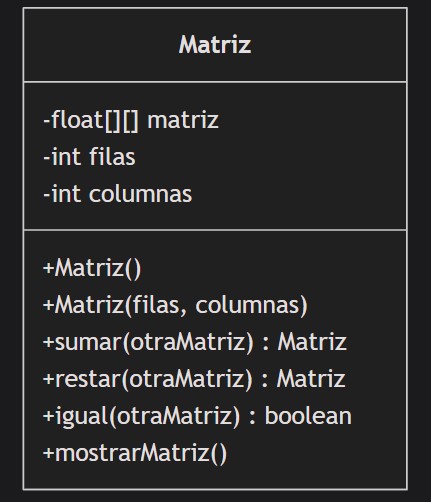 Matriz
-float[][] matriz
-int filas
-int columnas
+Matriz()
+Matriz(filas, columnas)
+sumar(otraMatriz) : Matriz
+restar(otraMatriz) : Matriz
+igual(otraMatriz) : boolean
+mostrarMatriz()